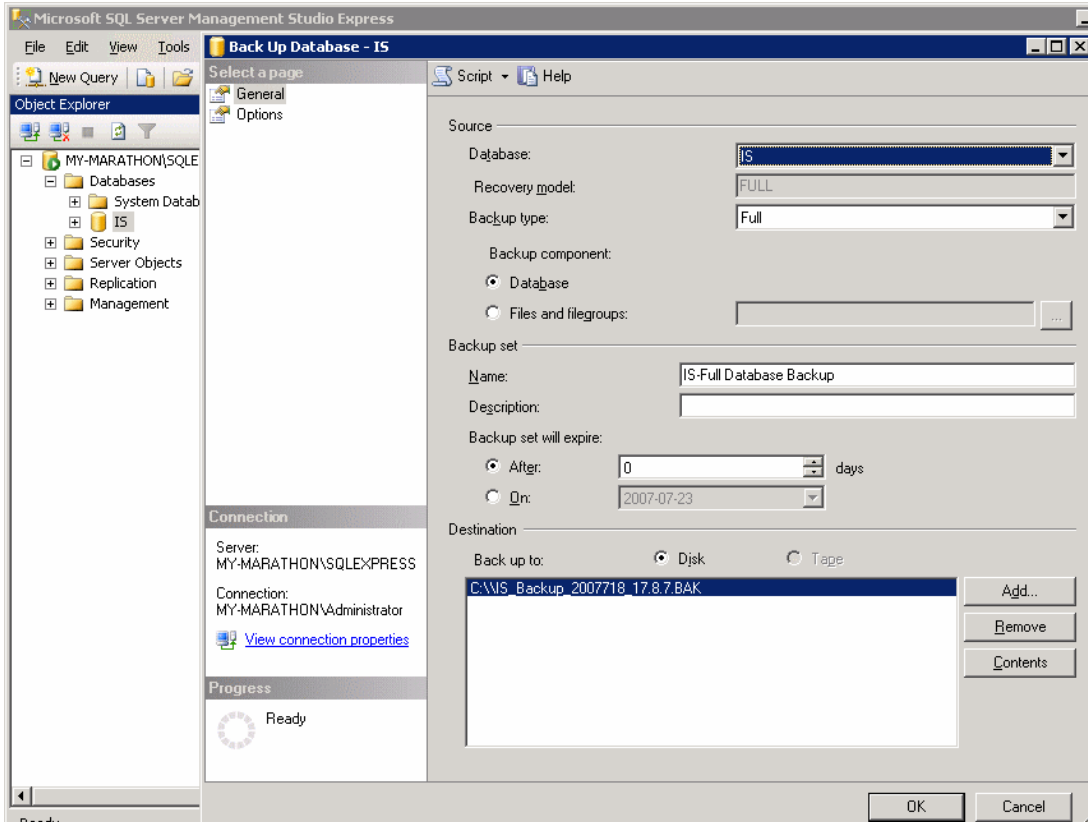 Microsoft SQL Server Management Studio Express
File Edit View Tools
New Query
Object Explorer
MY-MARATHON\SQLE
Databases
System Datab
IS
Security
Server Objects
Replication
Management
Back Up Database - IS
Select a page
General
Options
Script Help
Source
Database: IS
Recovery model: FULL
Backup type: Full
Backup component:
Database
Files and filegroups: ...
Backup set
Name: IS-Full Database Backup
Description:
Backup set will expire:
After: 0 days
On: 2007-07-23
Destination
Back up to: Disk Tape
C:\\IS_Backup_2007718_17.8.7.BAK
Add...
Remove
Contents
Connection
Server:
MY-MARATHON\SQLEXPRESS
Connection:
MY-MARATHON\Administrator
View connection properties
Progress
Ready
OK Cancel
Ready